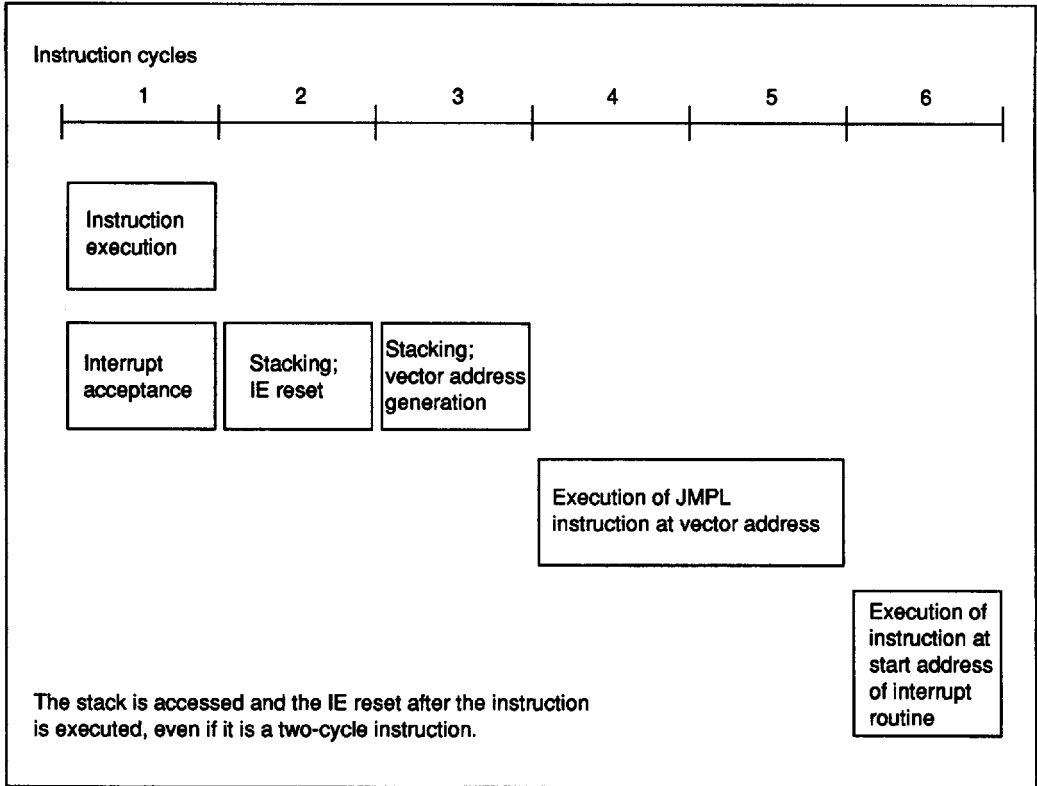 Instruction cycles
1 2 3 4 5 6
Instruction
execution
Interrupt
acceptance
Stacking;
IE reset
Stacking;
vector address
generation
Execution of JMPL
instruction at vector address
Execution of
instruction at
start address
of interrupt
routine
The stack is accessed and the IE reset after the instruction
is executed, even if it is a two-cycle instruction.